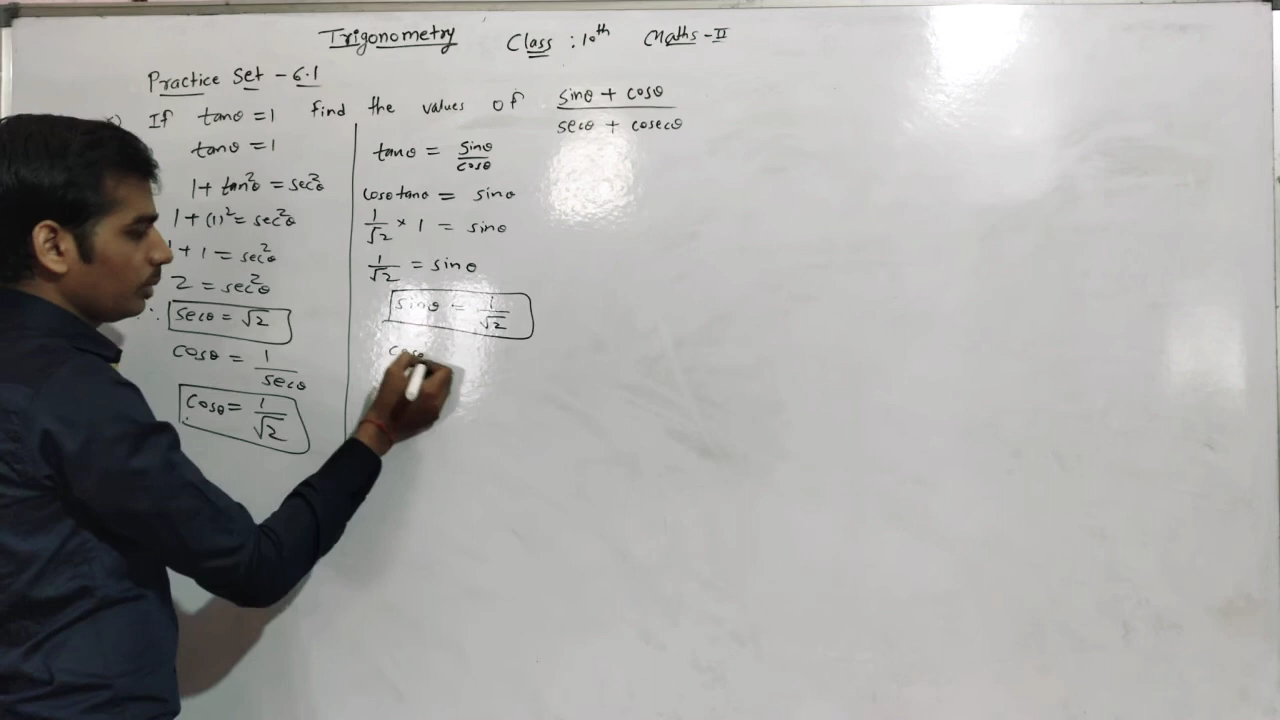 Trigonometry Class : 10th Maths - II
Practice Set - 6.1
If tanθ = 1 find the values of (sinθ + cosθ)/(secθ + cosecθ)
tanθ = 1
1 + tan²θ = sec²θ
1 + (1)² = sec²θ
1 + 1 = sec²θ
2 = sec²θ
∴ secθ = √2
cosθ = 1/secθ
cosθ = 1/√2
tanθ = sinθ/cosθ
cosθ tanθ = sinθ
1/√2 × 1 = sinθ
1/√2 = sinθ
sinθ = 1/√2